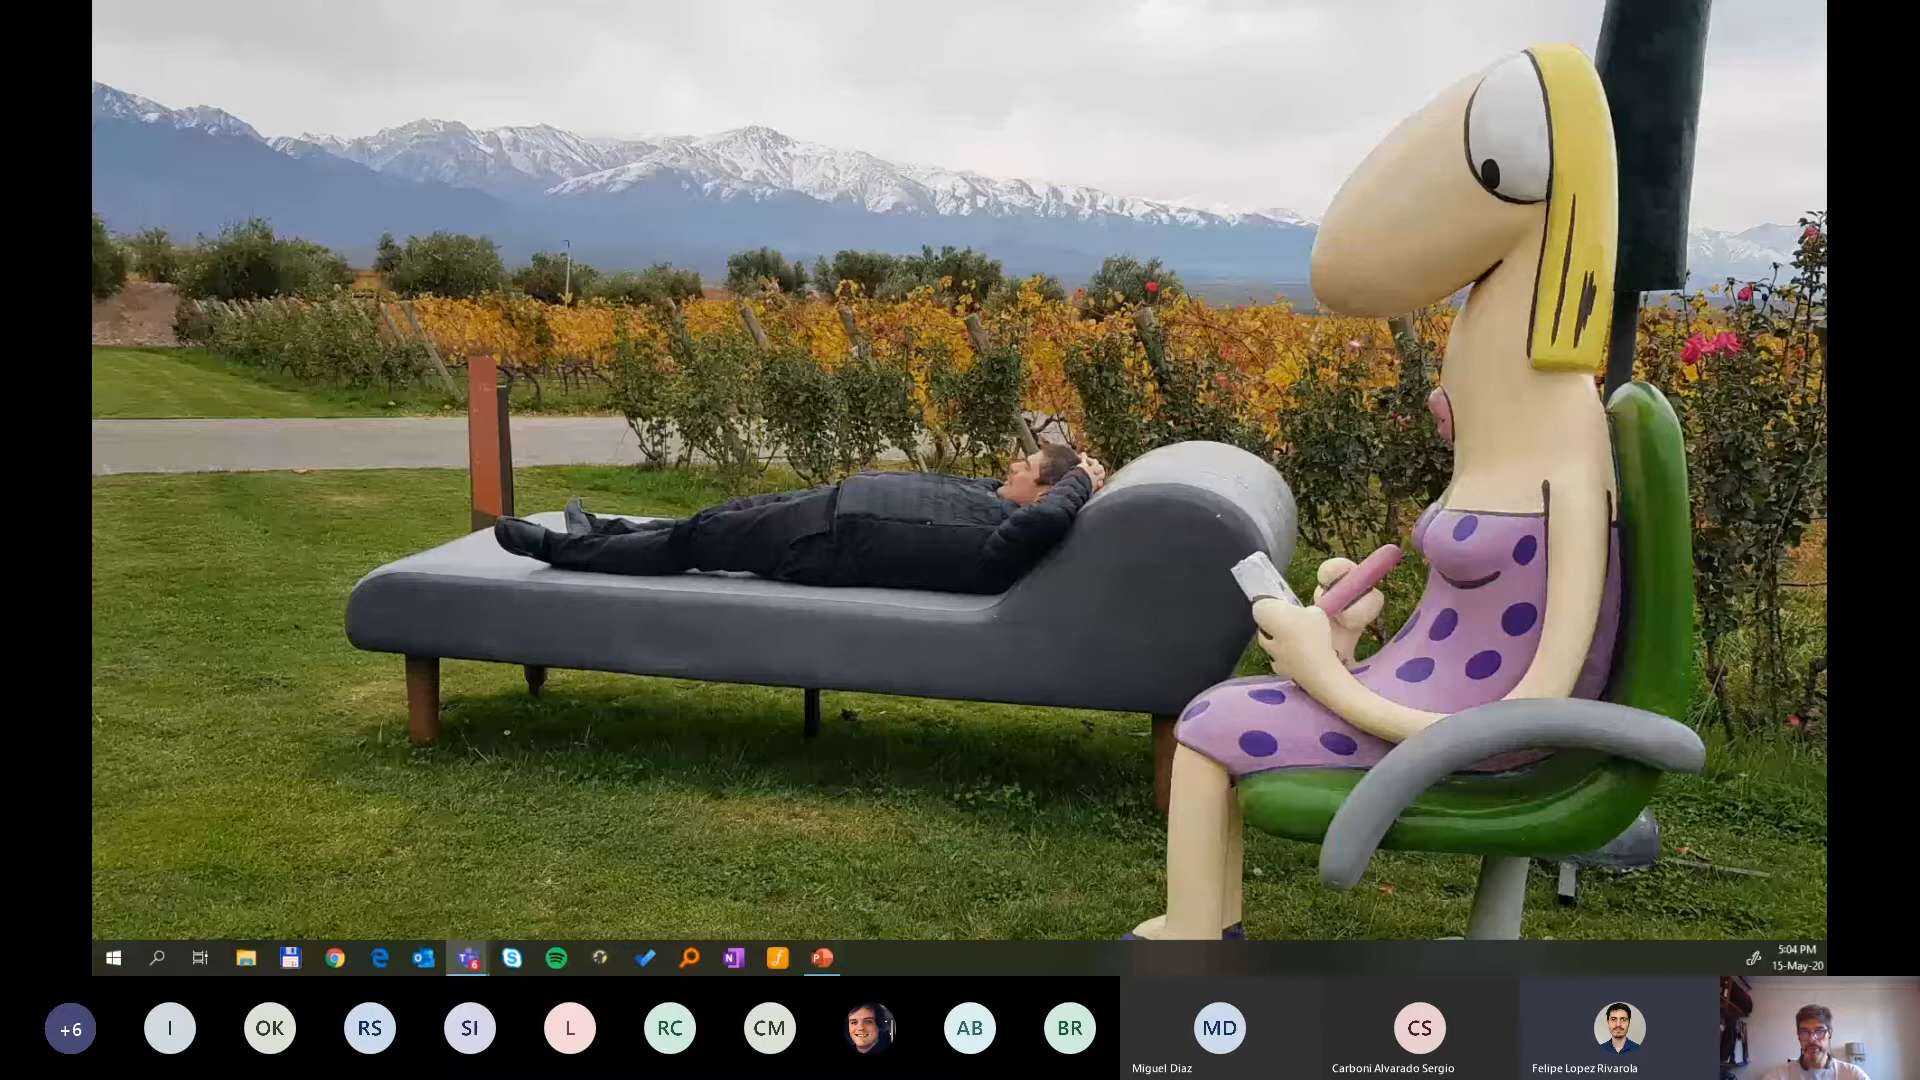 6
5:04 PM
15-May-20
+6
I
OK
RS
SI
L
RC
CM
AB
BR
MD
CS
Miguel Diaz
Carboni Alvarado Sergio
Felipe Lopez Rivarola